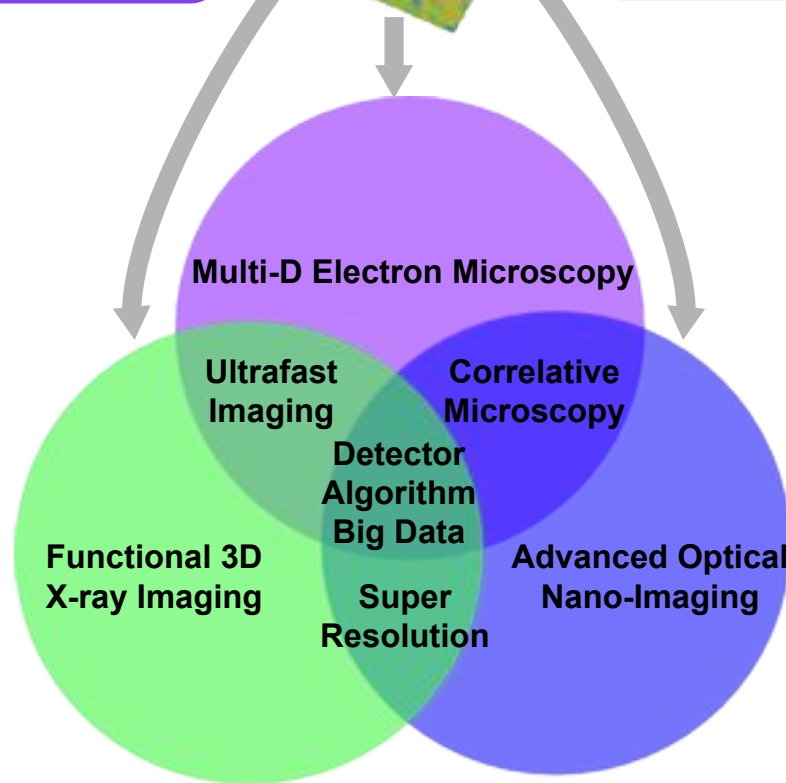 Multi-D Electron Microscopy
Ultrafast
Imaging
Correlative
Microscopy
Detector
Algorithm
Big Data
Functional 3D
X-ray Imaging
Advanced Optical
Nano-Imaging
Super
Resolution